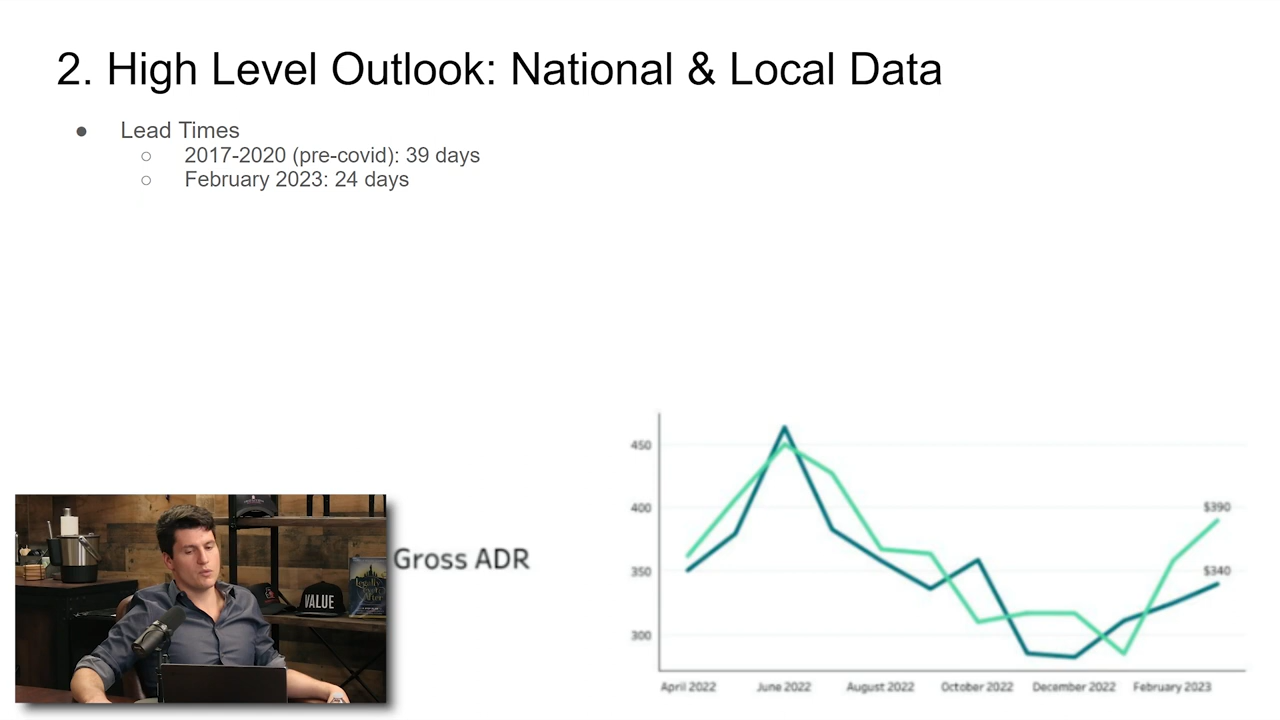 2. High Level Outlook: National & Local Data
● Lead Times
○ 2017-2020 (pre-covid): 39 days
○ February 2023: 24 days
Gross ADR
450
400
350
300
$390
$340
April 2022 June 2022 August 2022 October 2022 December 2022 February 2023
VALUE
Legally
After